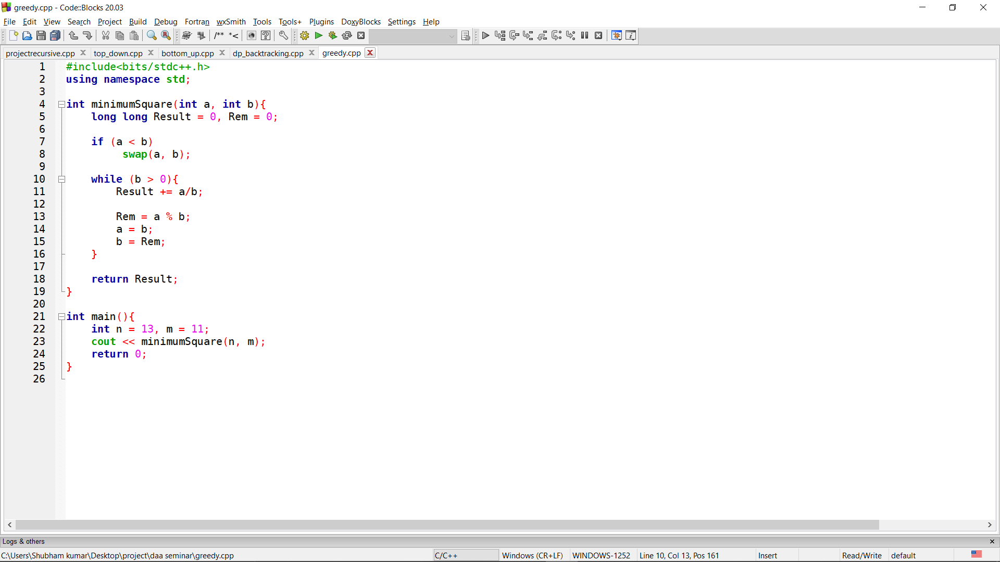 greedy.cpp - Code::Blocks 20.03
File Edit View Search Project Build Debug Fortran wxSmith Tools Tools+ Plugins DoxyBlocks Settings Help
/** *<
projectrecursive.cpp top_down.cpp bottom_up.cpp dp_backtracking.cpp greedy.cpp
1 #include<bits/stdc++.h>
2 using namespace std;
3
4 int minimumSquare(int a, int b){
5     long long Result = 0, Rem = 0;
6
7     if (a < b)
8          swap(a, b);
9
10     while (b > 0){
11         Result += a/b;
12
13         Rem = a % b;
14         a = b;
15         b = Rem;
16     }
17
18     return Result;
19 }
20
21 int main(){
22     int n = 13, m = 11;
23     cout << minimumSquare(n, m);
24     return 0;
25 }
26
Logs & others
C:\Users\Shubham kumar\Desktop\project\daa seminar\greedy.cpp C/C++ Windows (CR+LF) WINDOWS-1252 Line 10, Col 13, Pos 161 Insert Read/Write default